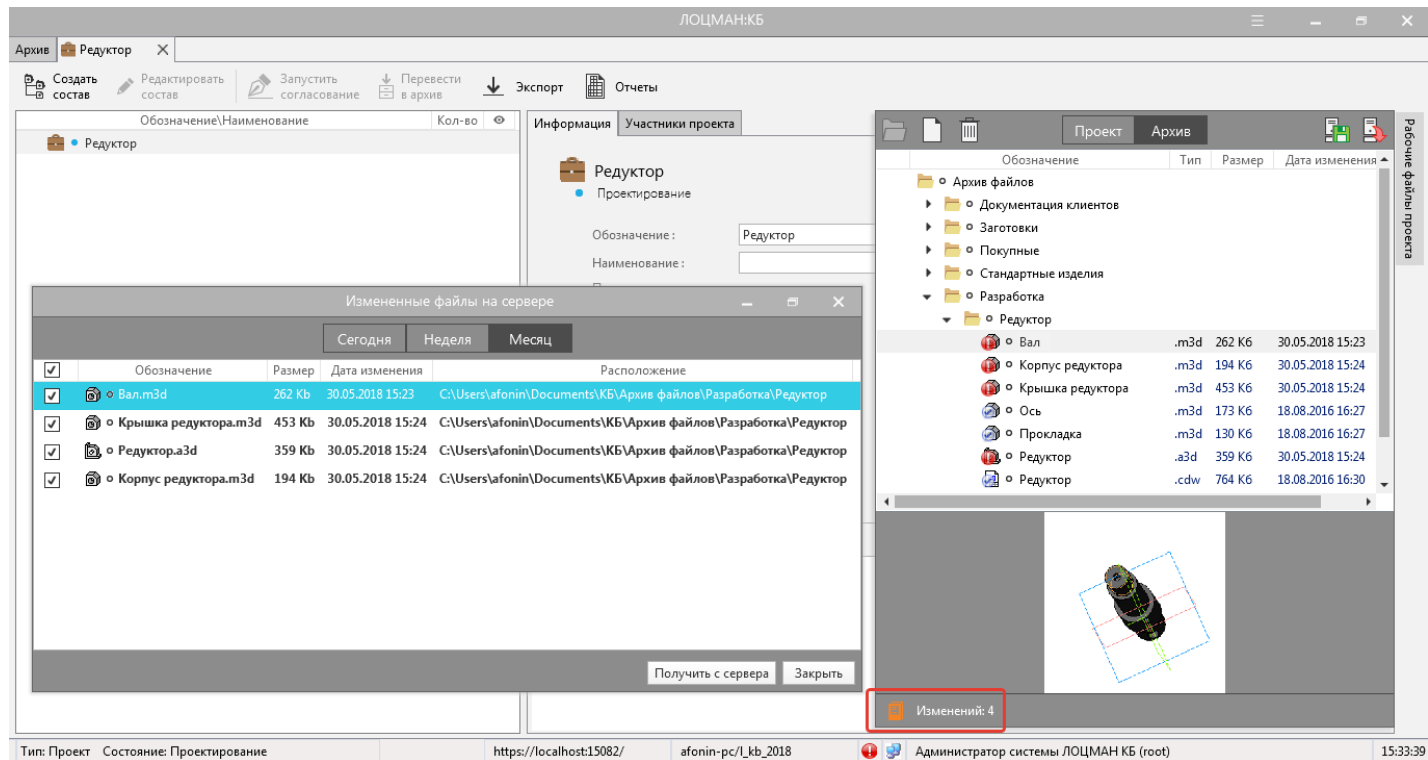 ЛОЦМАН:КБ
Архив Редуктор
Создать состав
Редактировать состав
Запустить согласование
Перевести в архив
Экспорт
Отчеты
Обозначение\Наименование Кол-во
Редуктор
Информация Участники проекта
Редуктор
Проектирование
Обозначение: Редуктор
Наименование:
Проект Архив
Обозначение Тип Размер Дата изменения
Архив файлов
Документация клиентов
Заготовки
Покупные
Стандартные изделия
Разработка
Редуктор
Вал .m3d 262 Кб 30.05.2018 15:23
Корпус редуктора .m3d 194 Кб 30.05.2018 15:24
Крышка редуктора .m3d 453 Кб 30.05.2018 15:24
Ось .m3d 173 Кб 18.08.2016 16:27
Прокладка .m3d 130 Кб 18.08.2016 16:27
Редуктор .a3d 359 Кб 30.05.2018 15:24
Редуктор .cdw 764 Кб 18.08.2016 16:30
Рабочие файлы проекта
Измененные файлы на сервере
Сегодня Неделя Месяц
Обозначение Размер Дата изменения Расположение
Вал.m3d 262 Kb 30.05.2018 15:23 C:\Users\afonin\Documents\КБ\Архив файлов\Разработка\Редуктор
Крышка редуктора.m3d 453 Kb 30.05.2018 15:24 C:\Users\afonin\Documents\КБ\Архив файлов\Разработка\Редуктор
Редуктор.a3d 359 Kb 30.05.2018 15:24 C:\Users\afonin\Documents\КБ\Архив файлов\Разработка\Редуктор
Корпус редуктора.m3d 194 Kb 30.05.2018 15:24 C:\Users\afonin\Documents\КБ\Архив файлов\Разработка\Редуктор
Получить с сервера Закрыть
Изменений: 4
Тип: Проект Состояние: Проектирование https://localhost:15082/ afonin-pc/l_kb_2018 Администратор системы ЛОЦМАН КБ (root) 15:33:39